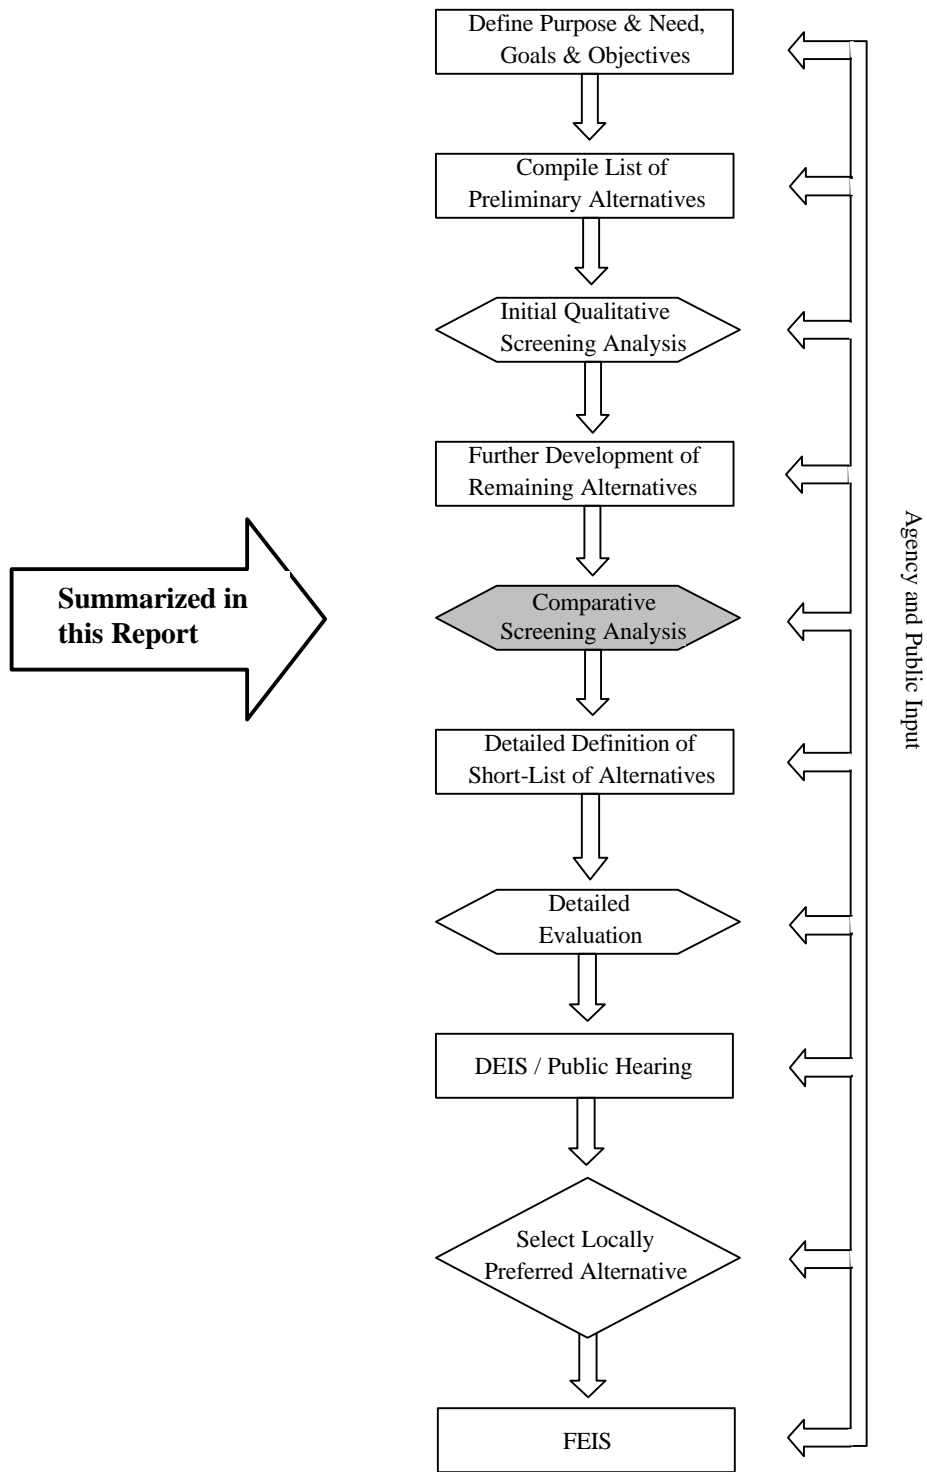 Define Purpose & Need,
Goals & Objectives
Compile List of
Preliminary Alternatives
Initial Qualitative
Screening Analysis
Further Development of
Remaining Alternatives
Summarized in
this Report
Comparative
Screening Analysis
Detailed Definition of
Short-List of Alternatives
Detailed
Evaluation
DEIS / Public Hearing
Select Locally
Preferred Alternative
FEIS
Agency and Public Input